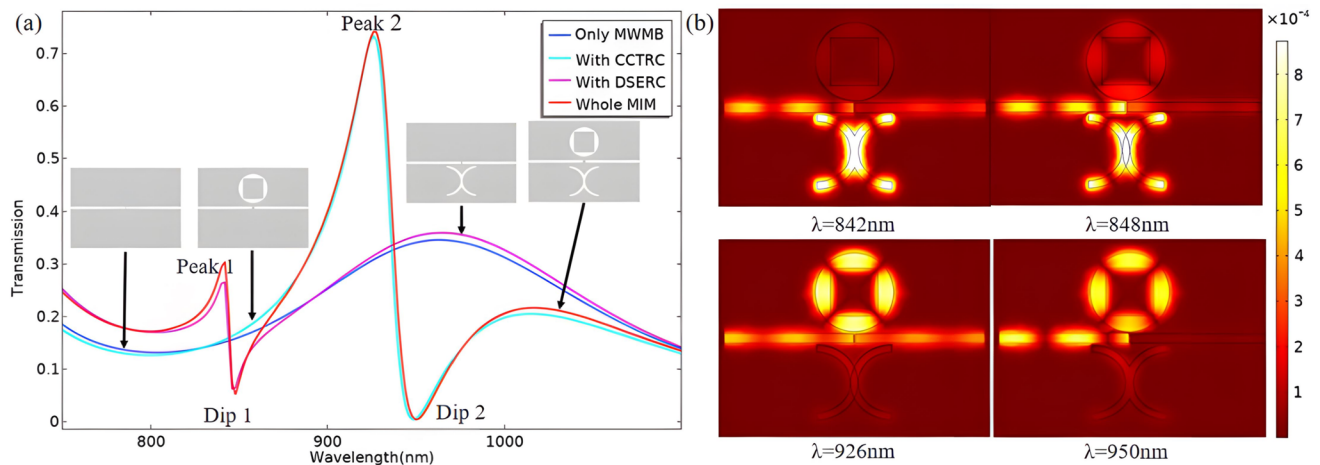 (a)
Transmission
0.7
0.6
0.5
0.4
0.3
0.2
0.1
0
Peak 2
Only MWMB
With CCTRC
With DSERC
Whole MIM
Peak 1
Dip 1
Dip 2
800
900
1000
Wavelength(nm)
(b)
λ=842nm
λ=848nm
λ=926nm
λ=950nm
×10⁻⁴
8
7
6
5
4
3
2
1